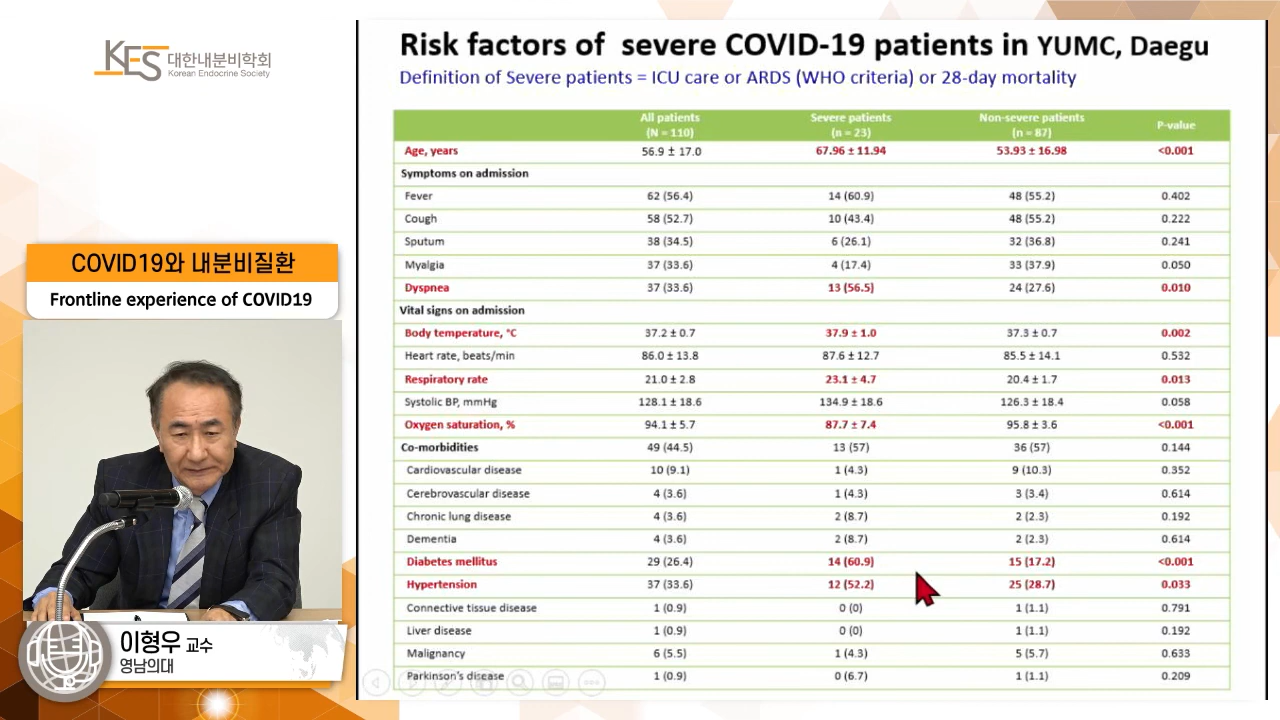 KES 대한내분비학회
Korean Endocrine Society
COVID19와 내분비질환
Frontline experience of COVID19
이형우 교수
영남의대
Risk factors of severe COVID-19 patients in YUMC, Daegu
Definition of Severe patients = ICU care or ARDS (WHO criteria) or 28-day mortality
All patients (N = 110) Severe patients (n = 23) Non-severe patients (n = 87) P-value
Age, years 56.9 ± 17.0 67.96 ± 11.94 53.93 ± 16.98 <0.001
Symptoms on admission
Fever 62 (56.4) 14 (60.9) 48 (55.2) 0.402
Cough 58 (52.7) 10 (43.4) 48 (55.2) 0.222
Sputum 38 (34.5) 6 (26.1) 32 (36.8) 0.241
Myalgia 37 (33.6) 4 (17.4) 33 (37.9) 0.050
Dyspnea 37 (33.6) 13 (56.5) 24 (27.6) 0.010
Vital signs on admission
Body temperature, °C 37.2 ± 0.7 37.9 ± 1.0 37.3 ± 0.7 0.002
Heart rate, beats/min 86.0 ± 13.8 87.6 ± 12.7 85.5 ± 14.1 0.532
Respiratory rate 21.0 ± 2.8 23.1 ± 4.7 20.4 ± 1.7 0.013
Systolic BP, mmHg 128.1 ± 18.6 134.9 ± 18.6 126.3 ± 18.4 0.058
Oxygen saturation, % 94.1 ± 5.7 87.7 ± 7.4 95.8 ± 3.6 <0.001
Co-morbidities 49 (44.5) 13 (57) 36 (57) 0.144
Cardiovascular disease 10 (9.1) 1 (4.3) 9 (10.3) 0.352
Cerebrovascular disease 4 (3.6) 1 (4.3) 3 (3.4) 0.614
Chronic lung disease 4 (3.6) 2 (8.7) 2 (2.3) 0.192
Dementia 4 (3.6) 2 (8.7) 2 (2.3) 0.614
Diabetes mellitus 29 (26.4) 14 (60.9) 15 (17.2) <0.001
Hypertension 37 (33.6) 12 (52.2) 25 (28.7) 0.033
Connective tissue disease 1 (0.9) 0 (0) 1 (1.1) 0.791
Liver disease 1 (0.9) 0 (0) 1 (1.1) 0.192
Malignancy 6 (5.5) 1 (4.3) 5 (5.7) 0.633
Parkinson's disease 1 (0.9) 0 (6.7) 1 (1.1) 0.209